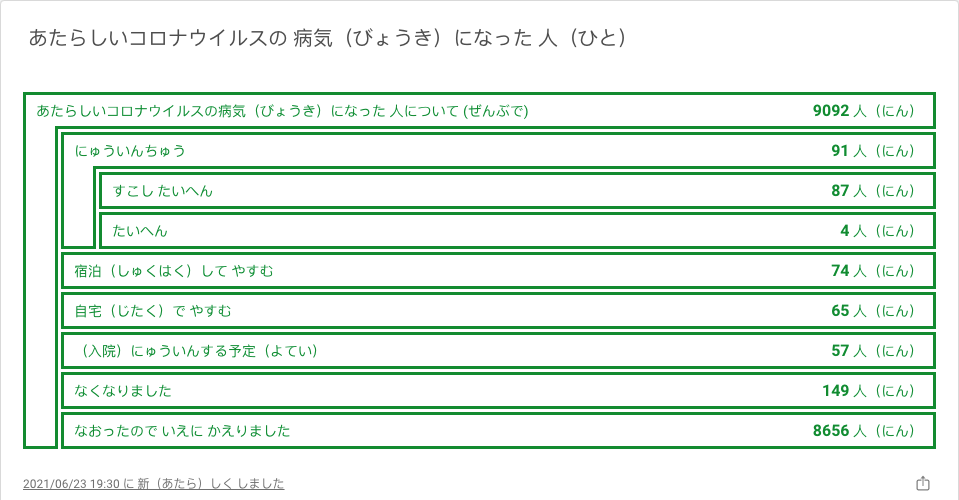 あたらしいコロナウイルスの 病気（びょうき）になった 人（ひと）
あたらしいコロナウイルスの病気（びょうき）になった 人について (ぜんぶで) 9092 人（にん）
にゅういんちゅう 91 人（にん）
すこし たいへん 87 人（にん）
たいへん 4 人（にん）
宿泊（しゅくはく）して やすむ 74 人（にん）
自宅（じたく）で やすむ 65 人（にん）
（入院）にゅういんする予定（よてい） 57 人（にん）
なくなりました 149 人（にん）
なおったので いえに かえりました 8656 人（にん）
2021/06/23 19:30 に 新（あたら）しく しました